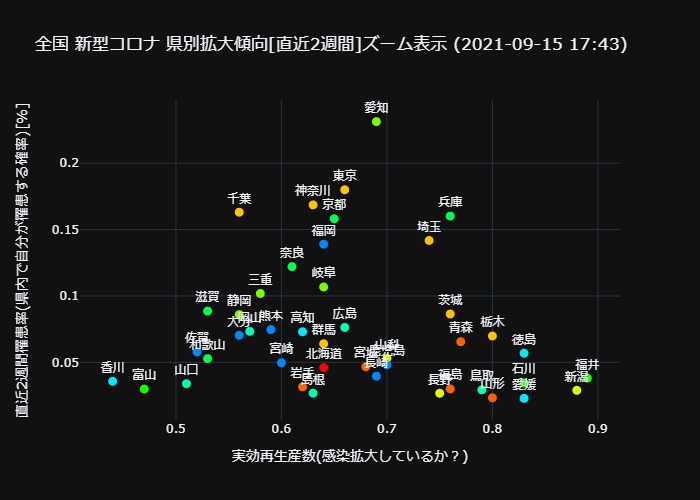 全国 新型コロナ 県別拡大傾向[直近2週間]ズーム表示 (2021-09-15 17:43)
直近2週間罹患率(県内で自分が罹患する確率)[%]
0.2
0.15
0.1
0.05
愛知
東京
神奈川
千葉
京都
兵庫
福岡
埼玉
奈良
岐阜
三重
滋賀
静岡
茨城
大分
熊本
高知
広島
群馬
青森
栃木
佐賀
和歌山
宮崎
北海道
宮城
長崎
徳島
香川
富山
山口
岩手
島根
長野
福島
鳥取
山形
石川
愛媛
新潟
福井
0.5
0.6
0.7
0.8
0.9
実効再生産数(感染拡大しているか？)